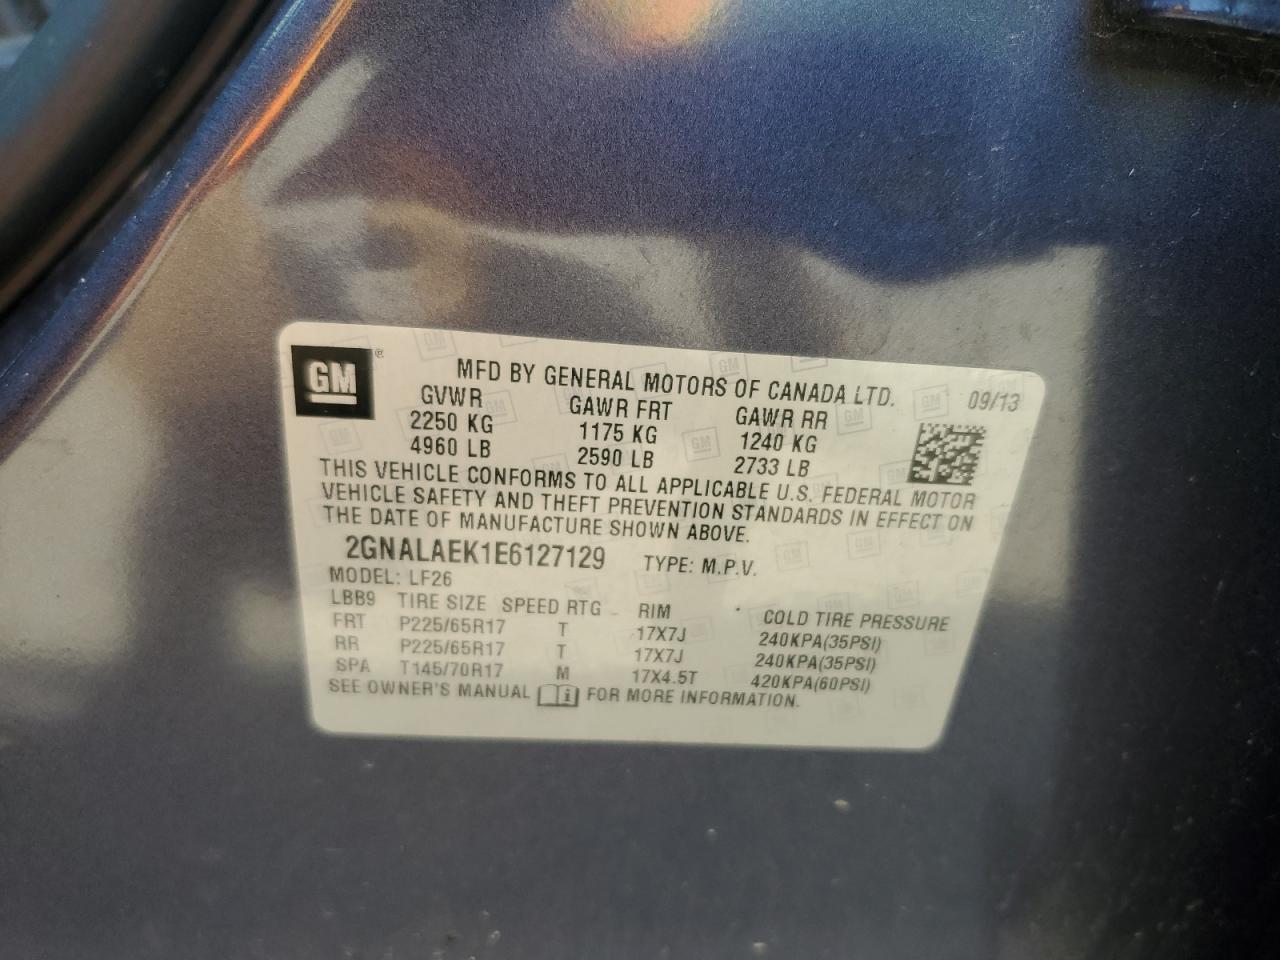 GM ®
MFD BY GENERAL MOTORS OF CANADA LTD. 09/13
GVWR GAWR FRT GAWR RR
2250 KG 1175 KG 1240 KG
4960 LB 2590 LB 2733 LB
THIS VEHICLE CONFORMS TO ALL APPLICABLE U.S. FEDERAL MOTOR
VEHICLE SAFETY AND THEFT PREVENTION STANDARDS IN EFFECT ON
THE DATE OF MANUFACTURE SHOWN ABOVE.
2GNALAEK1E6127129 TYPE: M.P.V.
MODEL: LF26
LBB9 TIRE SIZE SPEED RTG RIM COLD TIRE PRESSURE
FRT P225/65R17 T 17X7J 240KPA(35PSI)
RR P225/65R17 T 17X7J 240KPA(35PSI)
SPA T145/70R17 M 17X4.5T 420KPA(60PSI)
SEE OWNER'S MANUAL i FOR MORE INFORMATION.